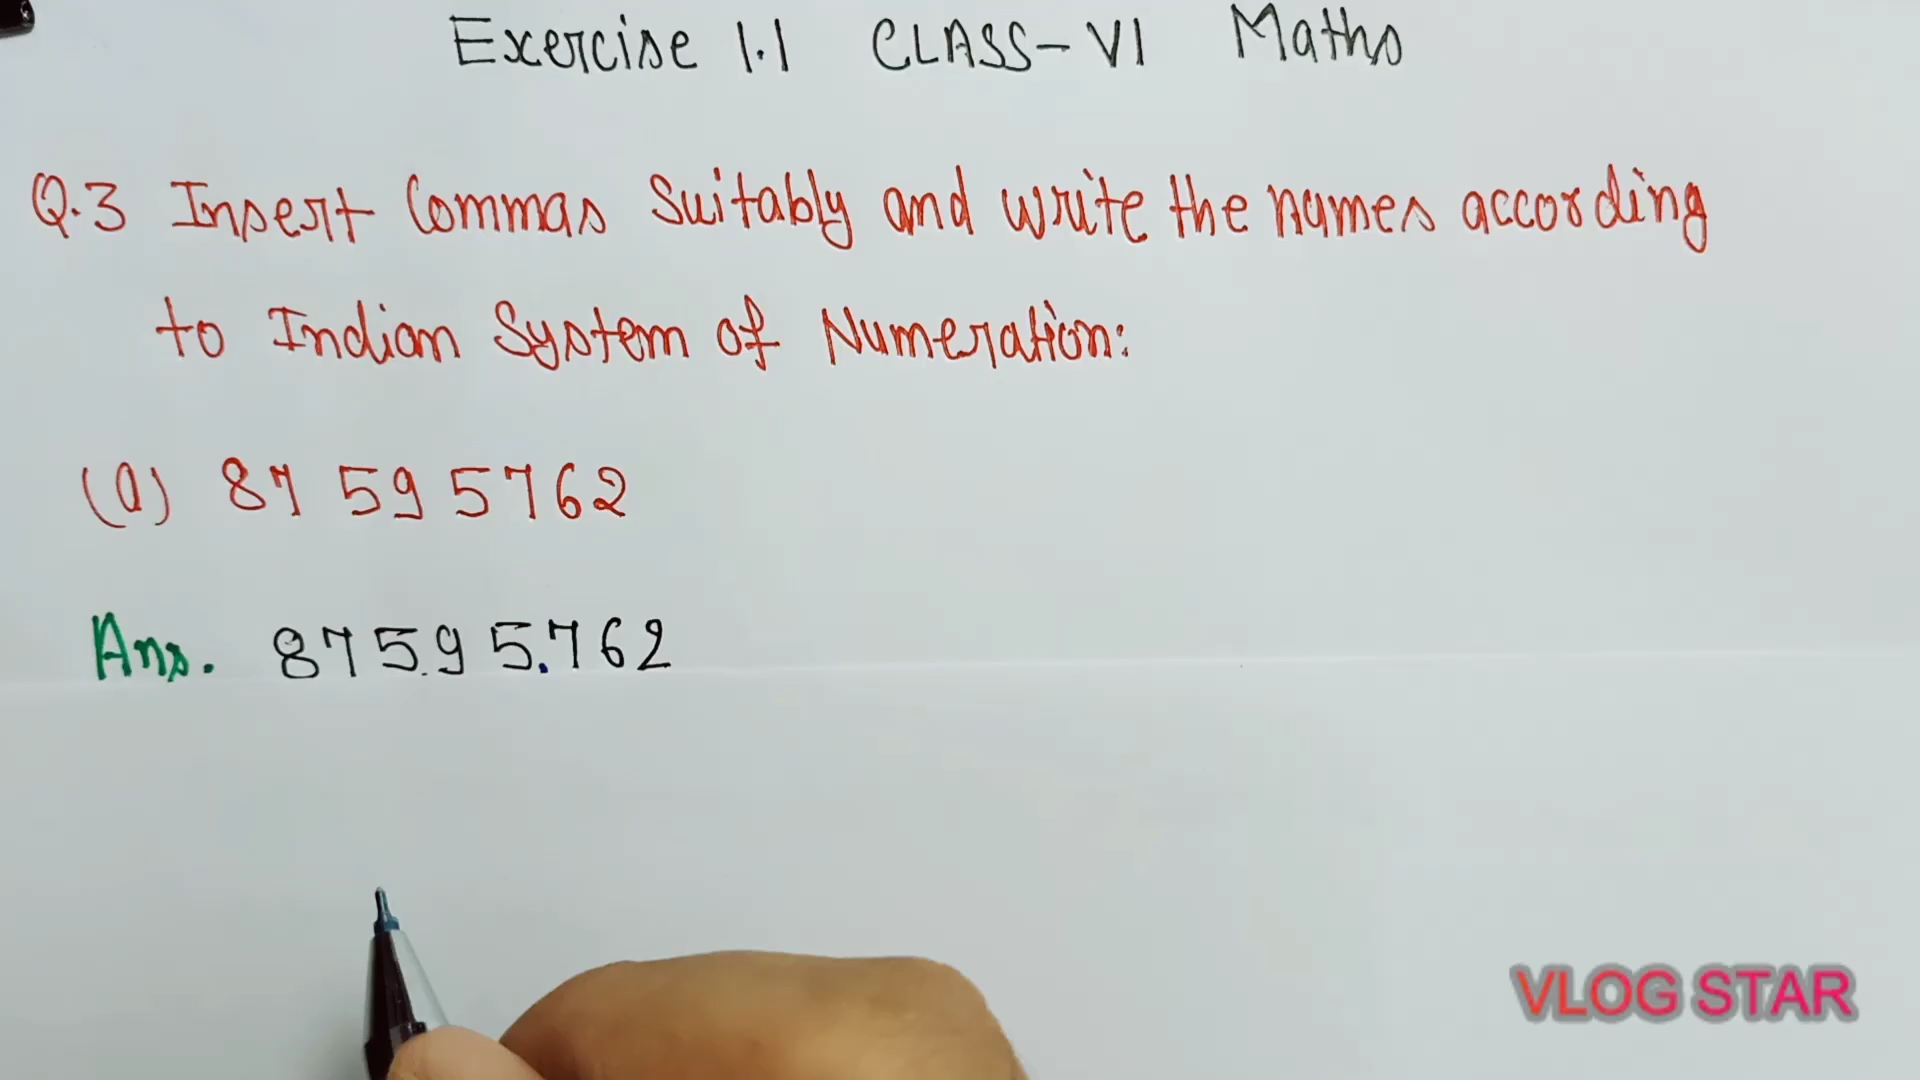 Exercise 1.1 CLASS-VI Maths
Q.3 Insert Commas Suitably and write the names according
to Indian System of Numeration:
(a) 87 59 5762
Ans. 875.9 5.762
VLOG STAR